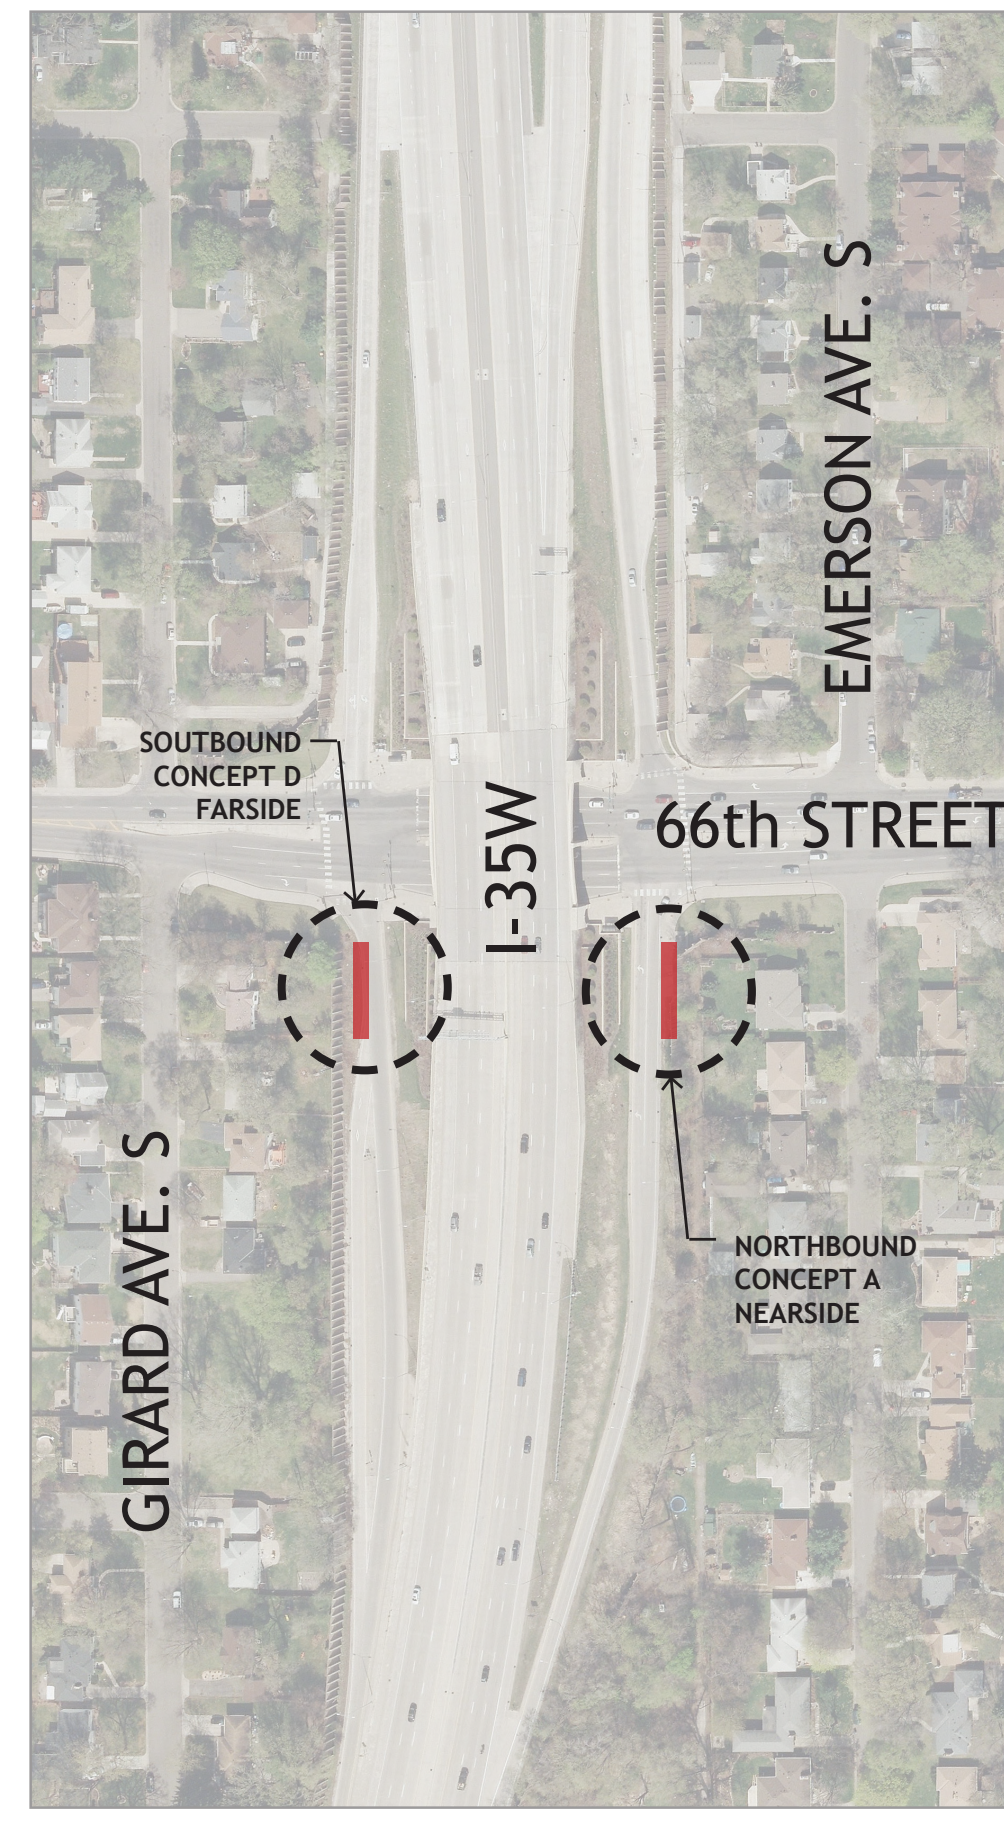 EMERSON AVE. S
SOUTBOUND
CONCEPT D
FARSIDE
I-35W
66th STREET
GIRARD AVE. S
NORTHBOUND
CONCEPT A
NEARSIDE